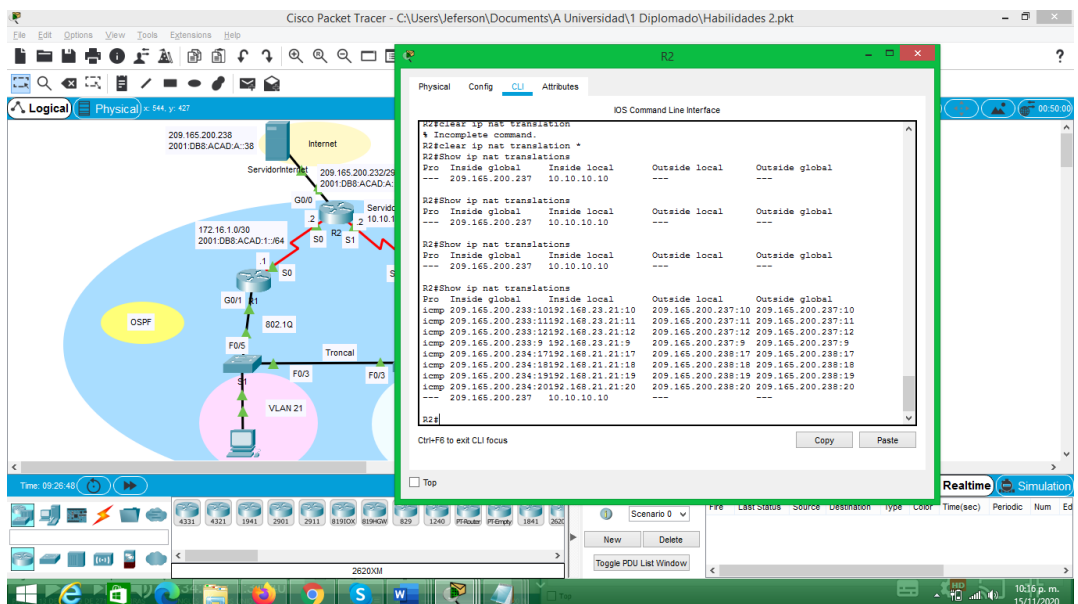 Cisco Packet Tracer - C:\Users\Jeferson\Documents\A Universidad\1 Diplomado\Habilidades 2.pkt
File Edit Options View Tools Extensions Help
R2
?
Logical Physical x: 544, y: 427
00:50:00
Physical Config CLI Attributes
IOS Command Line Interface
R2#clear ip nat translation
% Incomplete command.
R2#clear ip nat translation *
R2#Show ip nat translations
Pro Inside global Inside local Outside local Outside global
--- 209.165.200.237 10.10.10.10 --- ---
R2#Show ip nat translations
Pro Inside global Inside local Outside local Outside global
--- 209.165.200.237 10.10.10.10 --- ---
R2#Show ip nat translations
Pro Inside global Inside local Outside local Outside global
--- 209.165.200.237 10.10.10.10 --- ---
R2#Show ip nat translations
Pro Inside global Inside local Outside local Outside global
icmp 209.165.200.233:10192.168.23.21:10 209.165.200.237:10 209.165.200.237:10
icmp 209.165.200.233:11192.168.23.21:11 209.165.200.237:11 209.165.200.237:11
icmp 209.165.200.233:12192.168.23.21:12 209.165.200.237:12 209.165.200.237:12
icmp 209.165.200.233:9 192.168.23.21:9 209.165.200.237:9 209.165.200.237:9
icmp 209.165.200.234:17192.168.21.21:17 209.165.200.238:17 209.165.200.238:17
icmp 209.165.200.234:18192.168.21.21:18 209.165.200.238:18 209.165.200.238:18
icmp 209.165.200.234:19192.168.21.21:19 209.165.200.238:19 209.165.200.238:19
icmp 209.165.200.234:20192.168.21.21:20 209.165.200.238:20 209.165.200.238:20
--- 209.165.200.237 10.10.10.10 --- ---
R2#
Ctrl+F6 to exit CLI focus
Copy Paste
Top
209.165.200.238
2001:DB8:ACAD:A::38
Internet
ServidorInternet
209.165.200.232/29
2001:DB8:ACAD:A:
G0/0
Servido
10.10.1
.2 .2
R2
S0 S1
172.16.1.0/30
2001:DB8:ACAD:1::/64
.1
S0
S
G0/1 R1
OSPF
802.1Q
F0/5
Troncal
F0/3 F0/3
S1
VLAN 21
Time: 09:26:48
Realtime Simulation
4331 4321 1941 2901 2911 819IOX 819HGW 829 1240 PT-Router PT-Empty 1841 2620
2620XM
Scenario 0
New Delete
Toggle PDU List Window
Fire Last Status Source Destination Type Color Time(sec) Periodic Num Ed
Top
HP
10:16 p. m.
15/11/2020